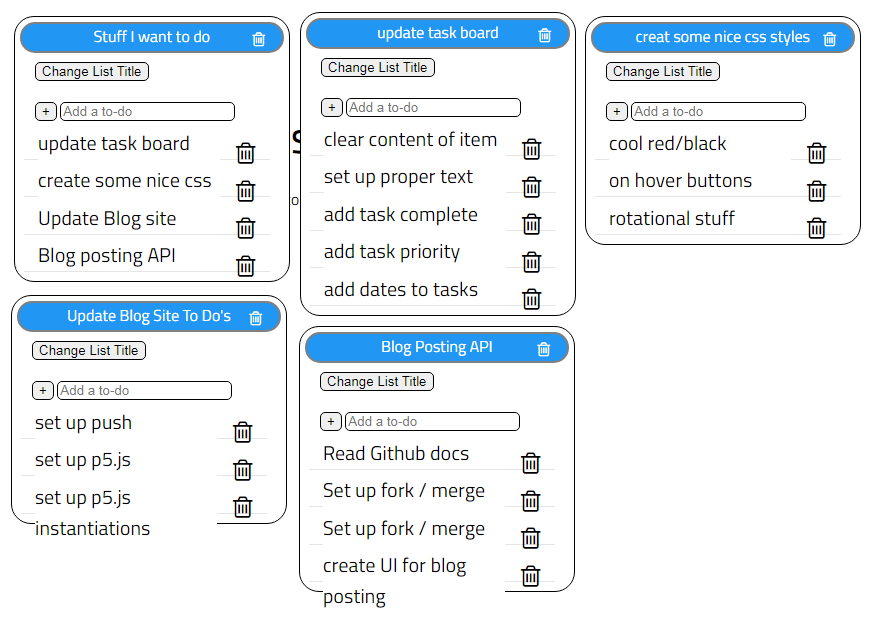 Stuff I want to do
Change List Title
+ Add a to-do
update task board
create some nice css
Update Blog site
Blog posting API
update task board
Change List Title
+ Add a to-do
clear content of item
set up proper text
add task complete
add task priority
add dates to tasks
creat some nice css styles
Change List Title
+ Add a to-do
cool red/black
on hover buttons
rotational stuff
Update Blog Site To Do's
Change List Title
+ Add a to-do
set up push
set up p5.js
set up p5.js
instantiations
Blog Posting API
Change List Title
+ Add a to-do
Read Github docs
Set up fork / merge
Set up fork / merge
create UI for blog
posting